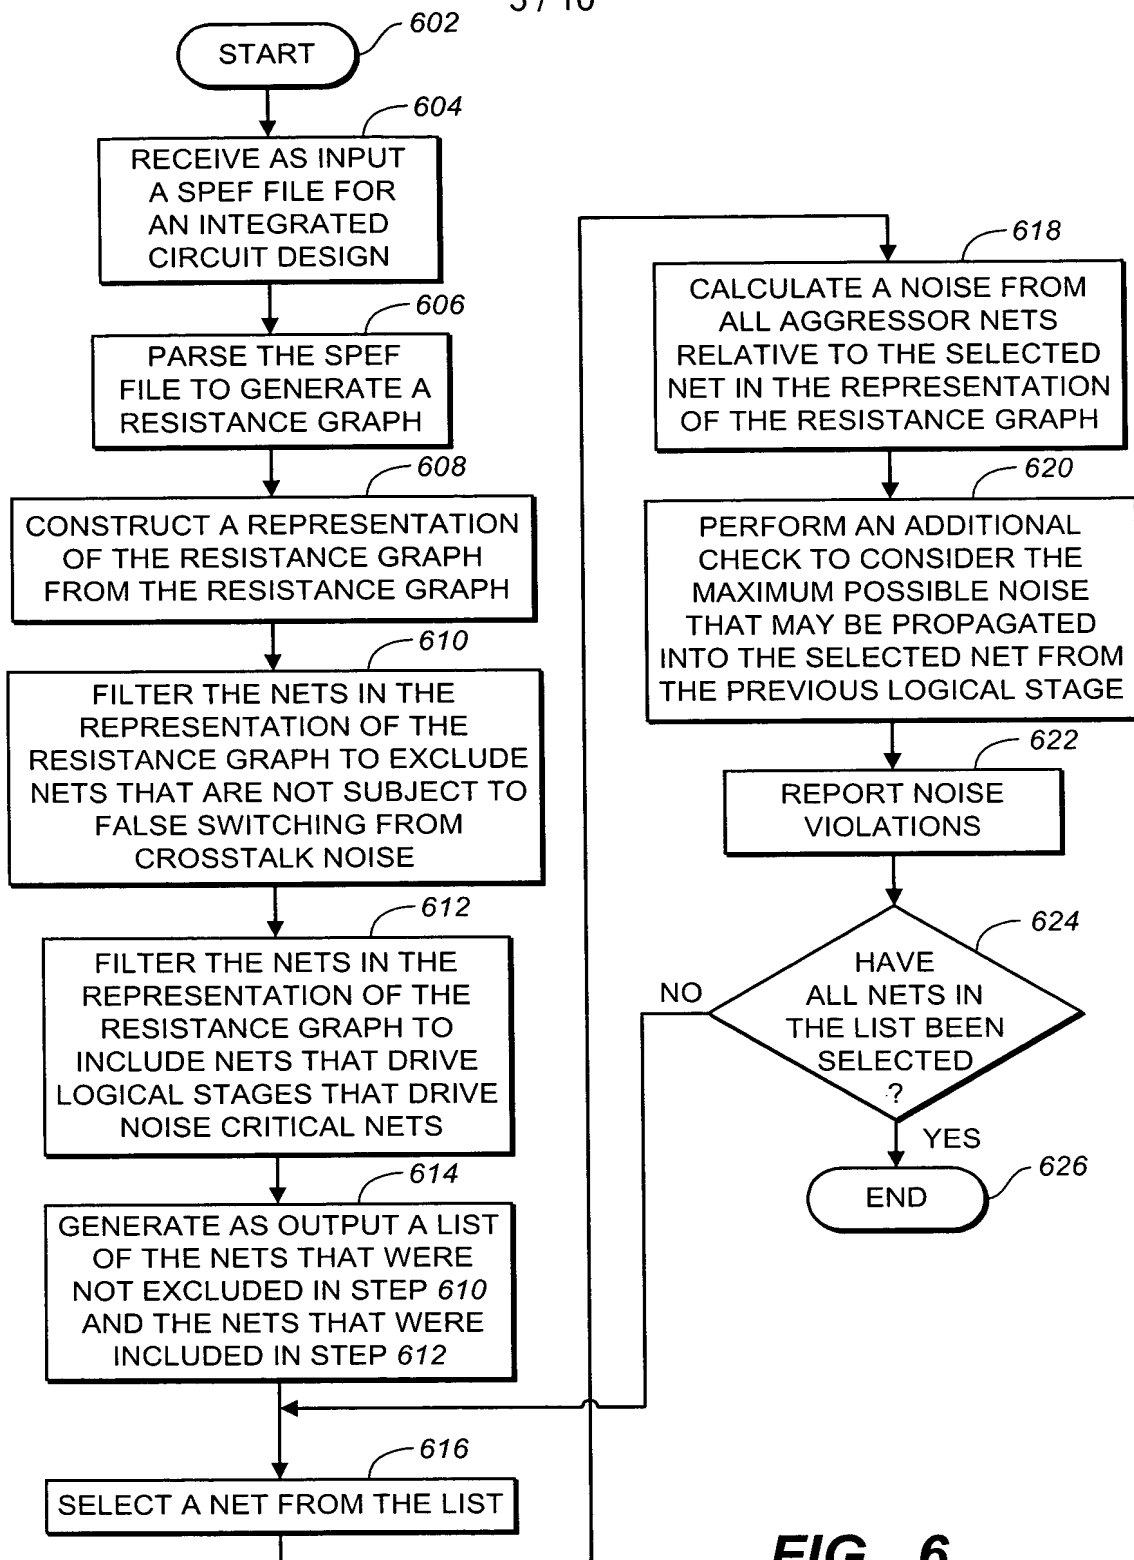 5 / 10
602
START
604
RECEIVE AS INPUT
A SPEF FILE FOR
AN INTEGRATED
CIRCUIT DESIGN
606
PARSE THE SPEF
FILE TO GENERATE A
RESISTANCE GRAPH
608
CONSTRUCT A REPRESENTATION
OF THE RESISTANCE GRAPH
FROM THE RESISTANCE GRAPH
610
FILTER THE NETS IN THE
REPRESENTATION OF THE
RESISTANCE GRAPH TO EXCLUDE
NETS THAT ARE NOT SUBJECT TO
FALSE SWITCHING FROM
CROSSTALK NOISE
612
FILTER THE NETS IN THE
REPRESENTATION OF THE
RESISTANCE GRAPH TO
INCLUDE NETS THAT DRIVE
LOGICAL STAGES THAT DRIVE
NOISE CRITICAL NETS
614
GENERATE AS OUTPUT A LIST
OF THE NETS THAT WERE
NOT EXCLUDED IN STEP 610
AND THE NETS THAT WERE
INCLUDED IN STEP 612
616
SELECT A NET FROM THE LIST
618
CALCULATE A NOISE FROM
ALL AGGRESSOR NETS
RELATIVE TO THE SELECTED
NET IN THE REPRESENTATION
OF THE RESISTANCE GRAPH
620
PERFORM AN ADDITIONAL
CHECK TO CONSIDER THE
MAXIMUM POSSIBLE NOISE
THAT MAY BE PROPAGATED
INTO THE SELECTED NET FROM
THE PREVIOUS LOGICAL STAGE
622
REPORT NOISE
VIOLATIONS
624
HAVE
ALL NETS IN
THE LIST BEEN
SELECTED
?
NO
YES
626
END
FIG._6